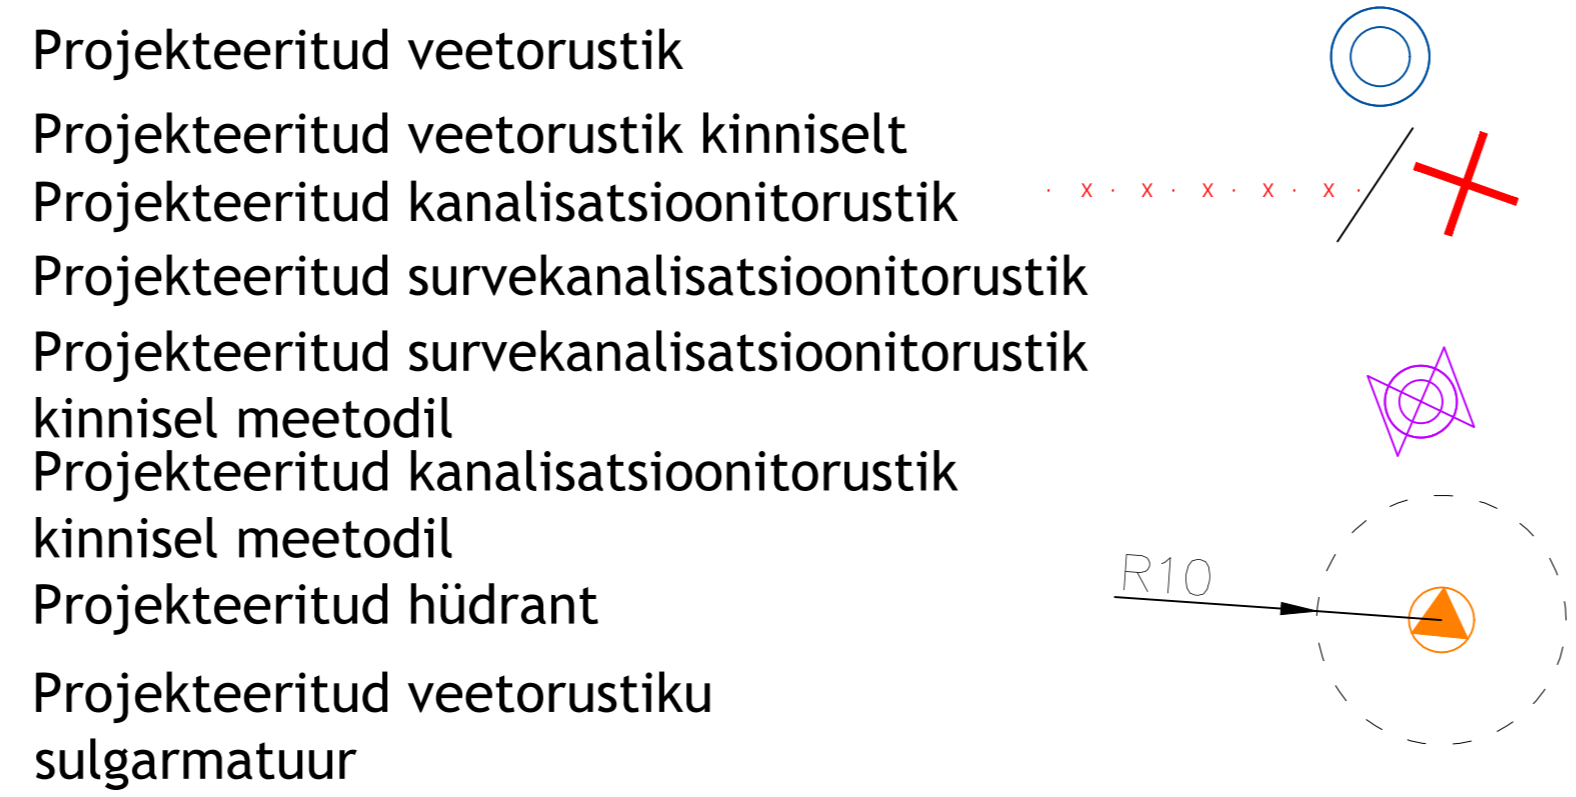 Projekteeritud veetorustik
Projekteeritud veetorustik kinniselt
Projekteeritud kanalisatsioonitorustik
· X · X · X · X · X ·
Projekteeritud survekanalisatsioonitorustik
Projekteeritud survekanalisatsioonitorustik
kinnisel meetodil
Projekteeritud kanalisatsioonitorustik
kinnisel meetodil
R10
Projekteeritud hüdrant
Projekteeritud veetorustiku
sulgarmatuur